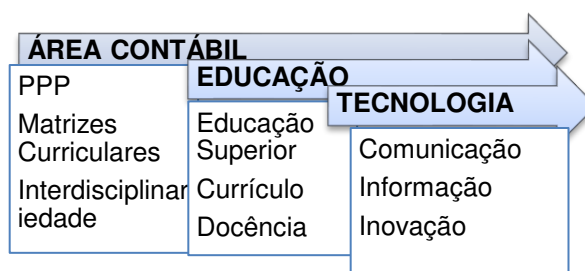 ÁREA CONTÁBIL
PPP
Matrizes
Curriculares
Interdisciplinar
iedade
EDUCAÇÃO
Educação
Superior
Currículo
Docência
TECNOLOGIA
Comunicação
Informação
Inovação